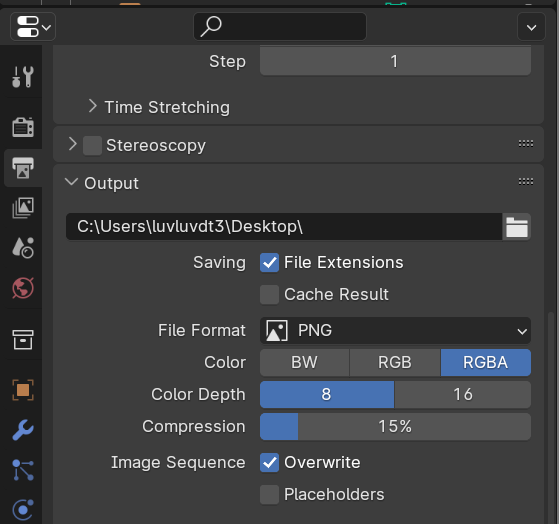 Step 1
Time Stretching
Stereoscopy
Output
C:\Users\luvluvdt3\Desktop\
Saving File Extensions
Cache Result
File Format PNG
Color BW RGB RGBA
Color Depth 8 16
Compression 15%
Image Sequence Overwrite
Placeholders